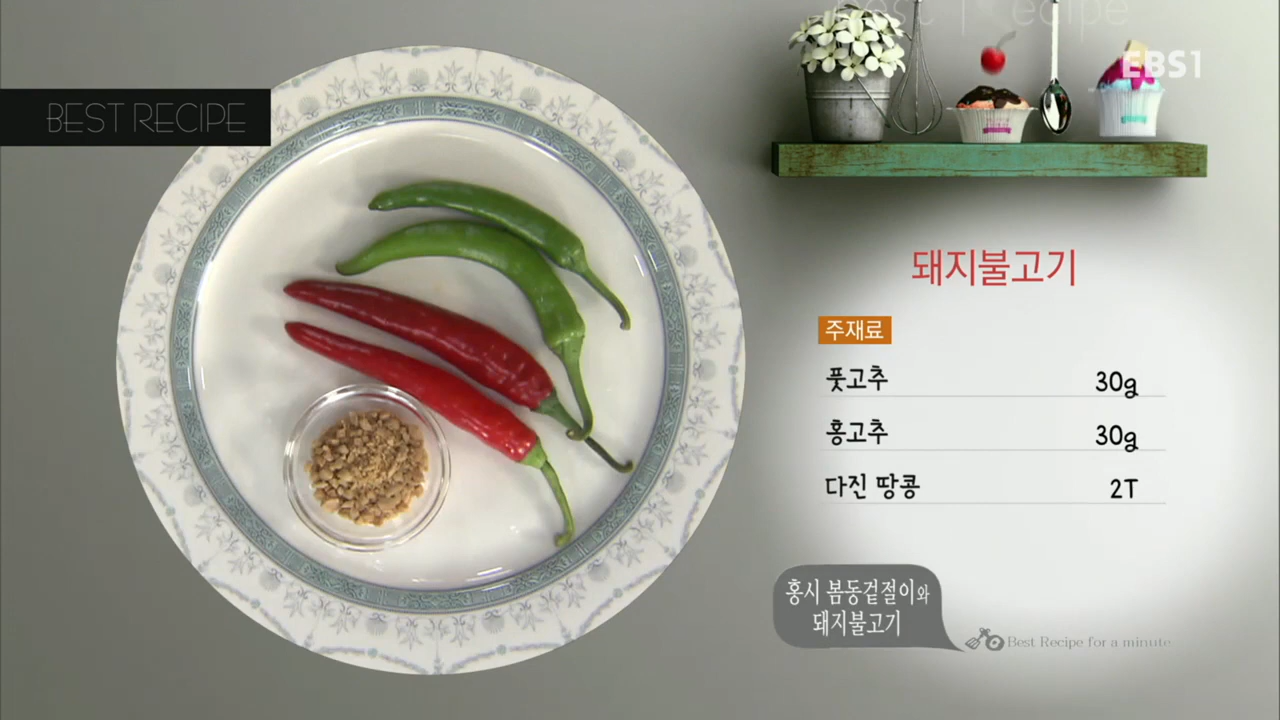 Best Recipe
EBS1
BEST RECIPE
돼지불고기
주재료
풋고추 30g
홍고추 30g
다진 땅콩 2T
홍시 봄동겉절이와
돼지불고기
Best Recipe for a minute